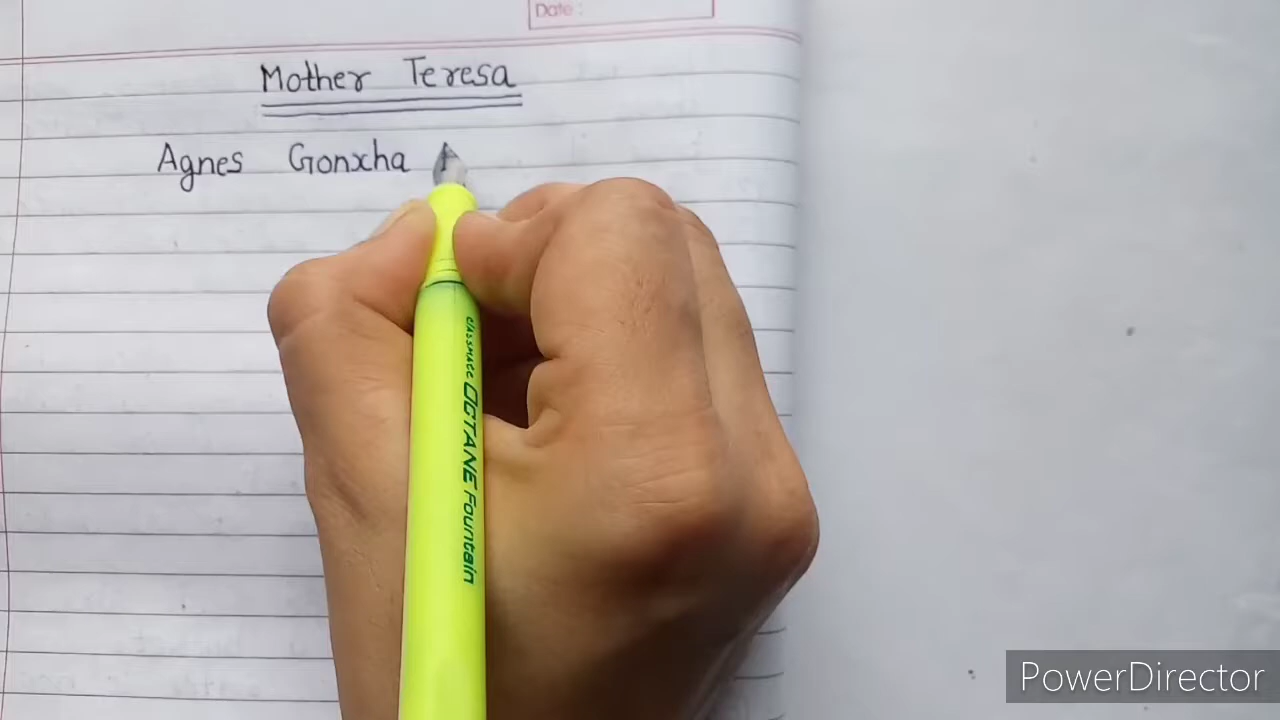 Date :
Mother Teresa
Agnes Gonxha
classmate OCTANE Fountain
PowerDirector